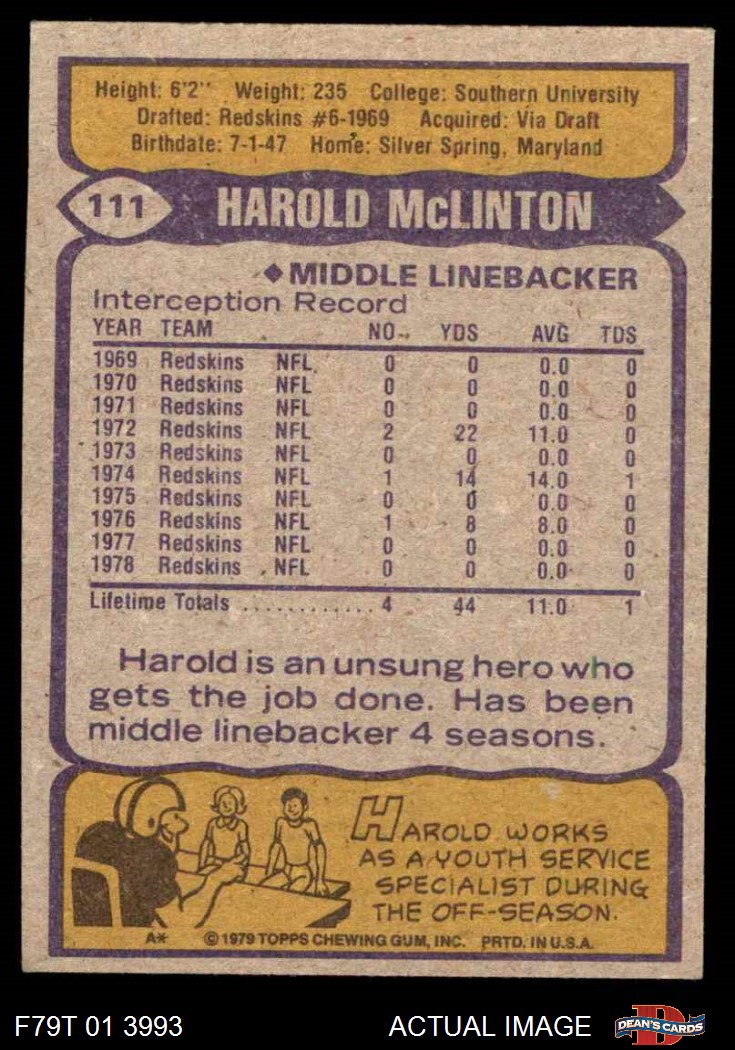 Height: 6'2" Weight: 235 College: Southern University
Drafted: Redskins #6-1969 Acquired: Via Draft
Birthdate: 7-1-47 Home: Silver Spring, Maryland
111 HAROLD McLINTON
◆MIDDLE LINEBACKER
Interception Record
YEAR TEAM NO. YDS AVG TDS
1969 Redskins NFL 0 0 0.0 0
1970 Redskins NFL 0 0 0.0 0
1971 Redskins NFL 0 0 0.0 0
1972 Redskins NFL 2 22 11.0 0
1973 Redskins NFL 0 0 0.0 0
1974 Redskins NFL 1 14 14.0 1
1975 Redskins NFL 0 0 0.0 0
1976 Redskins NFL 1 8 8.0 0
1977 Redskins NFL 0 0 0.0 0
1978 Redskins NFL 0 0 0.0 0
Lifetime Totals ............ 4 44 11.0 1
Harold is an unsung hero who
gets the job done. Has been
middle linebacker 4 seasons.
HAROLD WORKS
AS A YOUTH SERVICE
SPECIALIST DURING
THE OFF-SEASON.
A* © 1979 TOPPS CHEWING GUM, INC. PRTD. IN U.S.A.
F79T 01 3993 ACTUAL IMAGE D DEAN'S CARDS